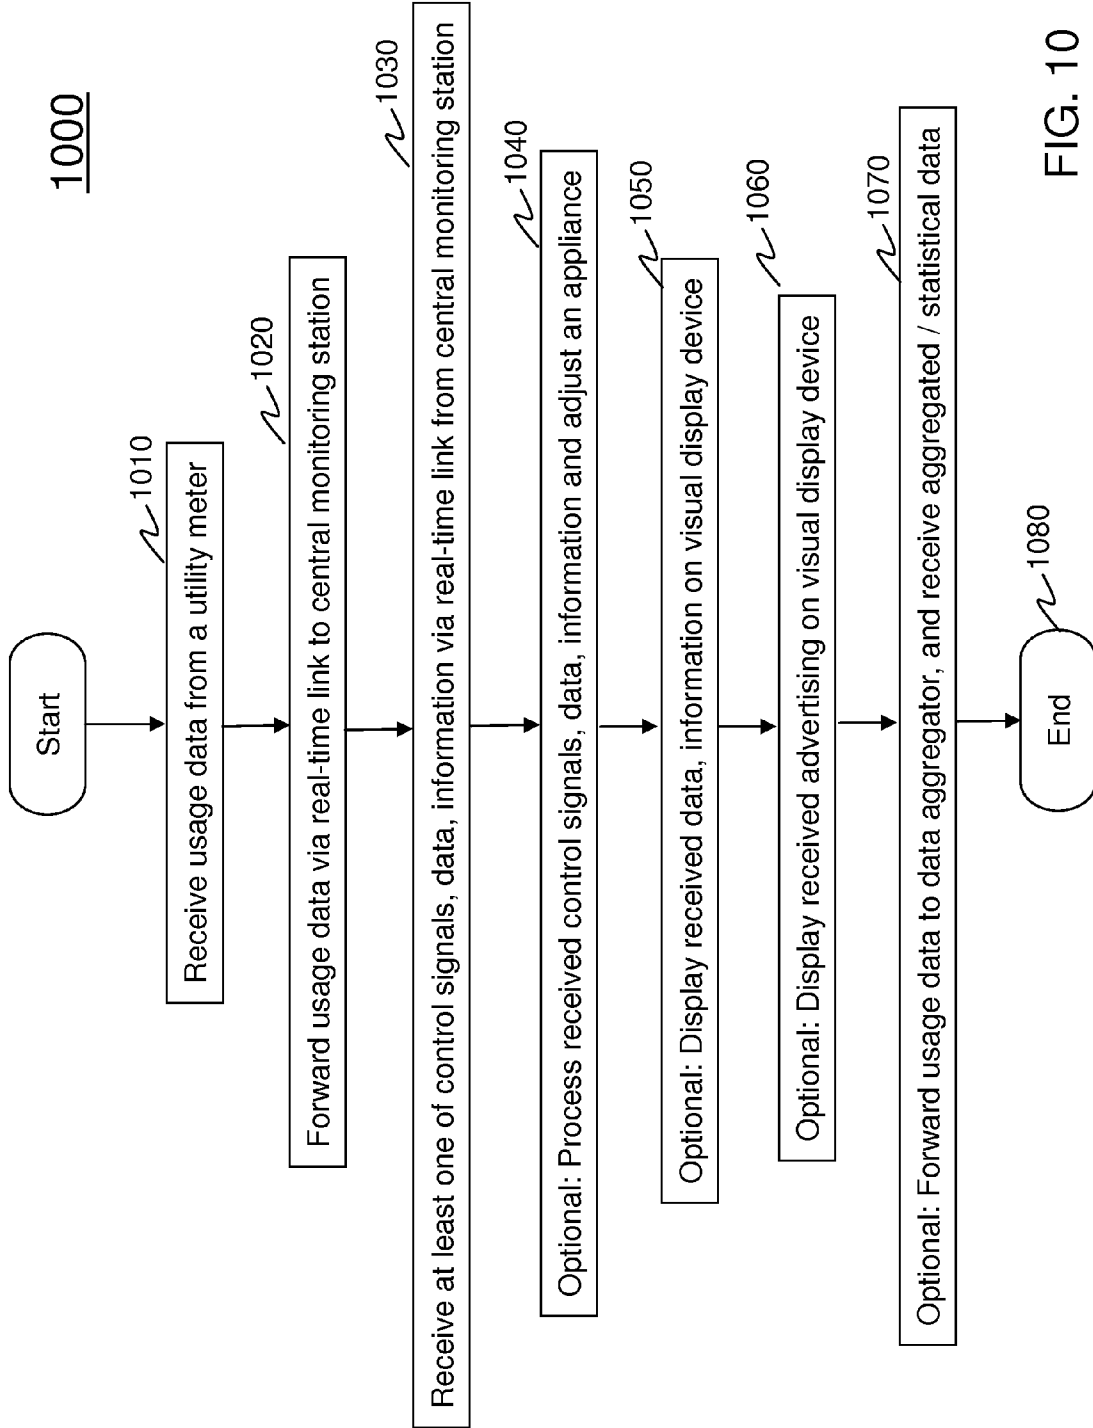 1000
Start
1010
Receive usage data from a utility meter
1020
Forward usage data via real-time link to central monitoring station
1030
Receive at least one of control signals, data, information via real-time link from central monitoring station
1040
Optional: Process received control signals, data, information and adjust an appliance
1050
Optional: Display received data, information on visual display device
1060
Optional: Display received advertising on visual display device
1070
Optional: Forward usage data to data aggregator, and receive aggregated / statistical data
1080
End
FIG. 10